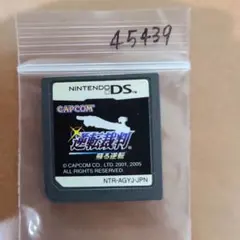 45439
NINTENDO DS™
CAPCOM®
逆転裁判
蘇る逆転
© CAPCOM CO., LTD. 2001, 2005
ALL RIGHTS RESERVED.
NTR-AGYJ-JPN